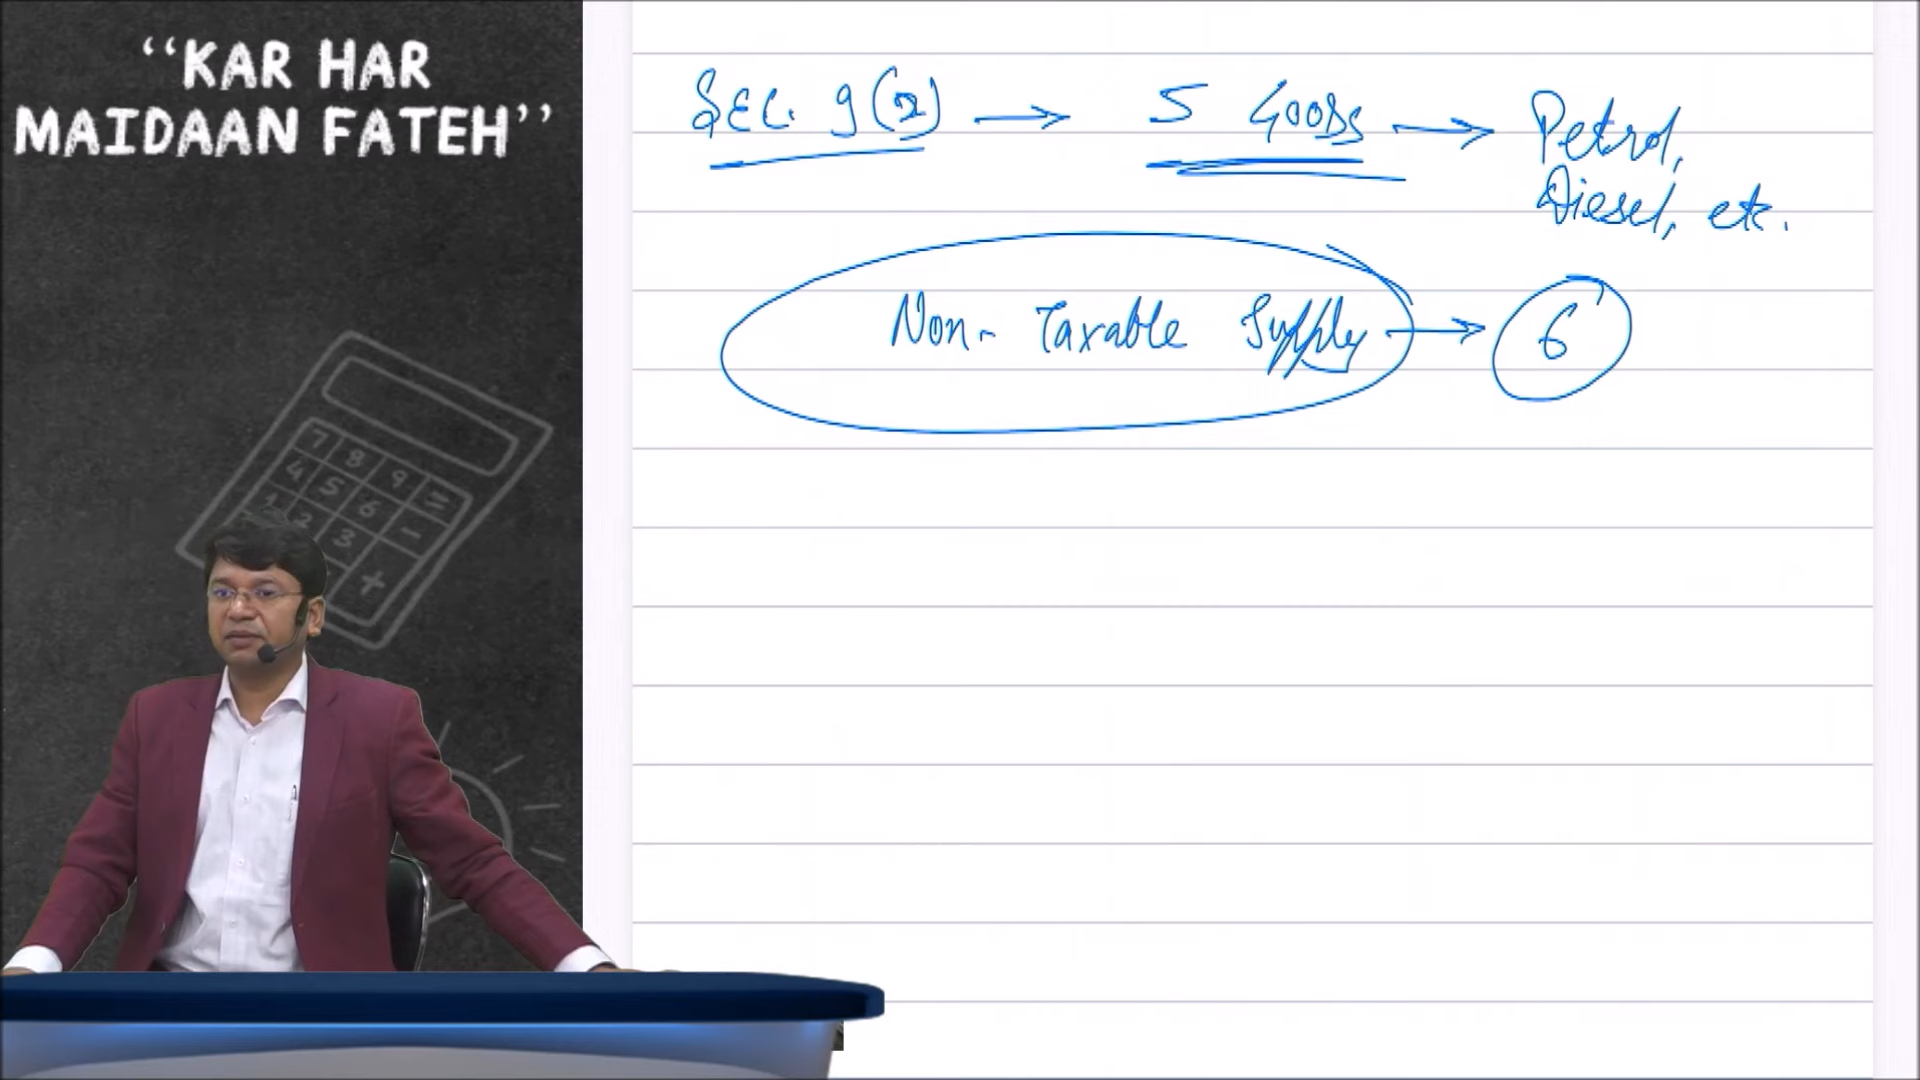 “KAR HAR
MAIDAAN FATEH”
SEC. 9(2) → 5 GOODS → Petrol,
Diesel, etc.
Non-Taxable Supply → 6
7 8 9 =
4 5 6 -
1 2 3 +